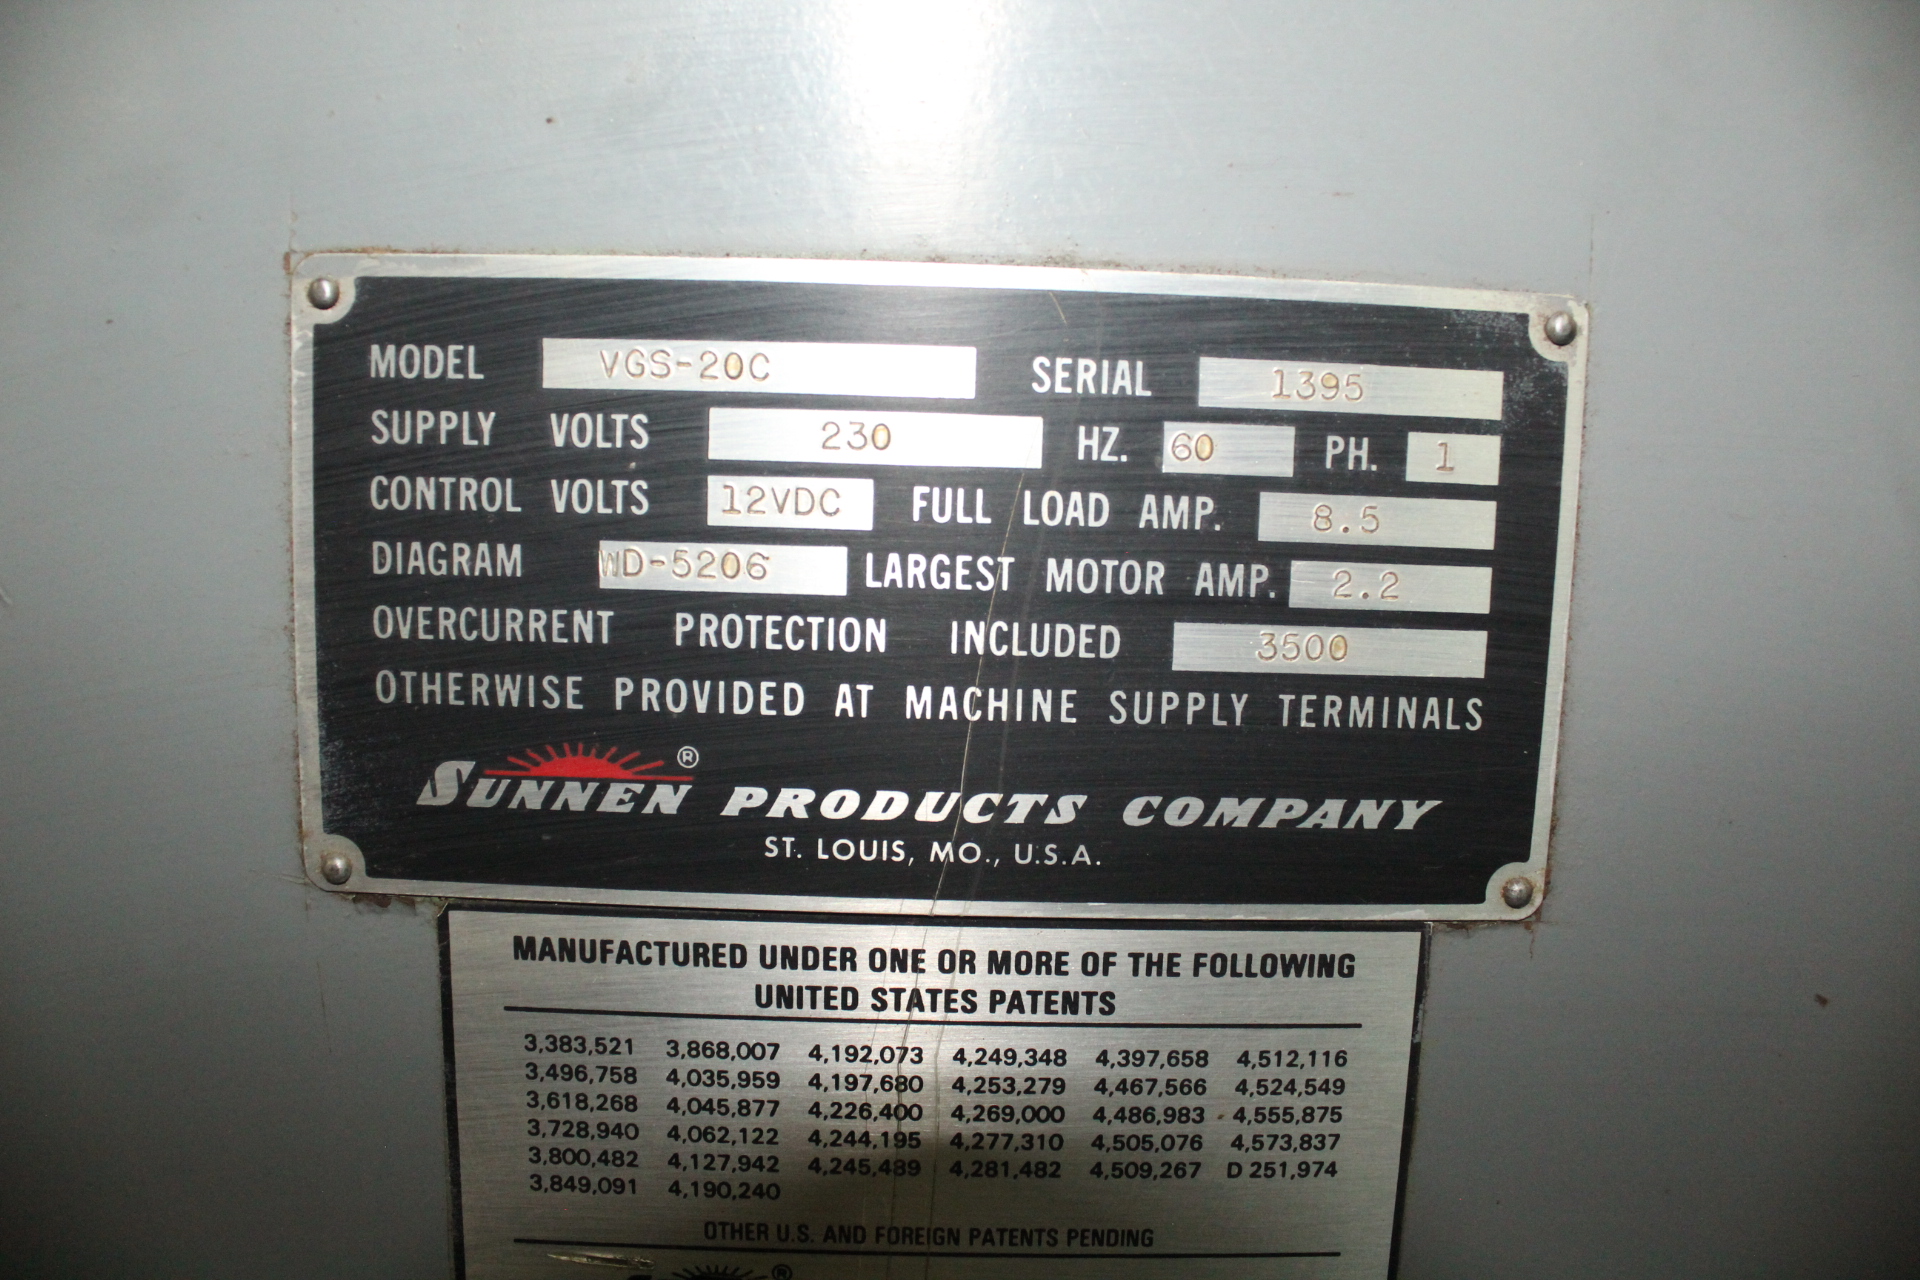 MODEL VGS-20C SERIAL 1395
SUPPLY VOLTS 230 HZ. 60 PH. 1
CONTROL VOLTS 12VDC FULL LOAD AMP. 8.5
DIAGRAM WD-5206 LARGEST MOTOR AMP. 2.2
OVERCURRENT PROTECTION INCLUDED 3500
OTHERWISE PROVIDED AT MACHINE SUPPLY TERMINALS
SUNNEN® PRODUCTS COMPANY
ST. LOUIS, MO., U.S.A.
MANUFACTURED UNDER ONE OR MORE OF THE FOLLOWING
UNITED STATES PATENTS
3,383,521 3,868,007 4,192,073 4,249,348 4,397,658 4,512,116
3,496,758 4,035,959 4,197,680 4,253,279 4,467,566 4,524,549
3,618,268 4,045,877 4,226,400 4,269,000 4,486,983 4,555,875
3,728,940 4,062,122 4,244,195 4,277,310 4,505,076 4,573,837
3,800,482 4,127,942 4,245,489 4,281,482 4,509,267 D 251,974
3,849,091 4,190,240
OTHER U.S. AND FOREIGN PATENTS PENDING
®